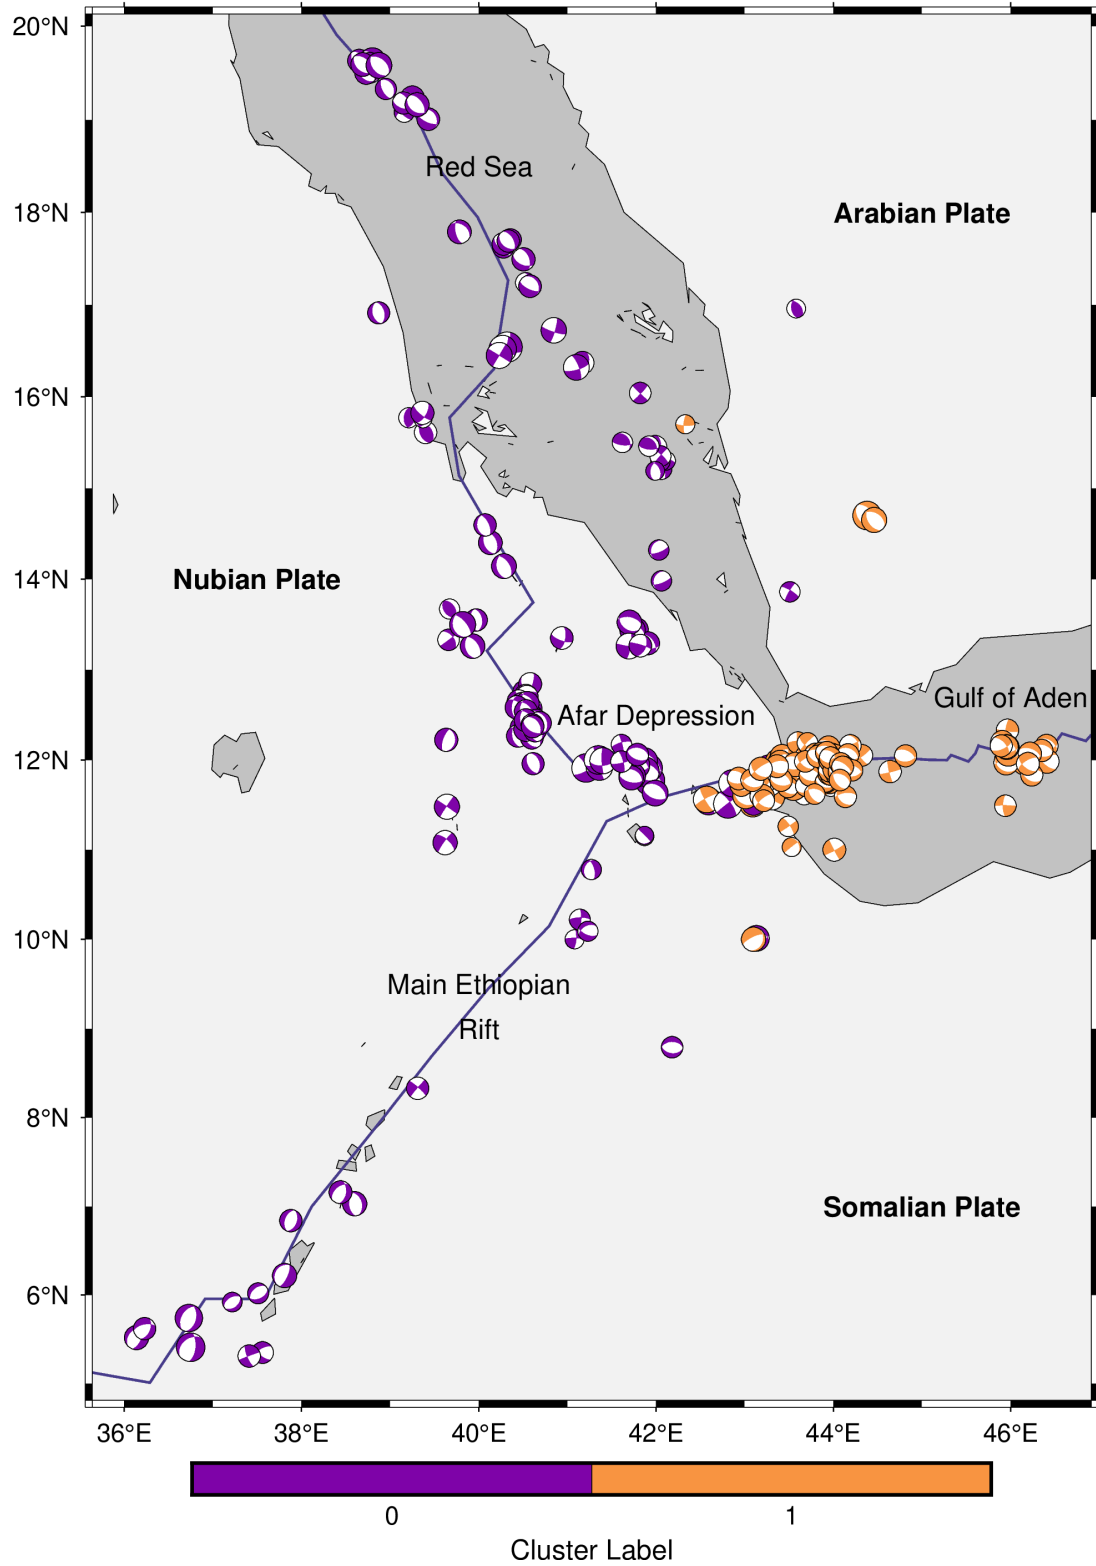 20°N
Red Sea
18°N
Arabian Plate
16°N
14°N
Nubian Plate
Gulf of Aden
Afar Depression
12°N
10°N
Main Ethiopian
Rift
8°N
Somalian Plate
6°N
36°E 38°E 40°E 42°E 44°E 46°E
0 1
Cluster Label